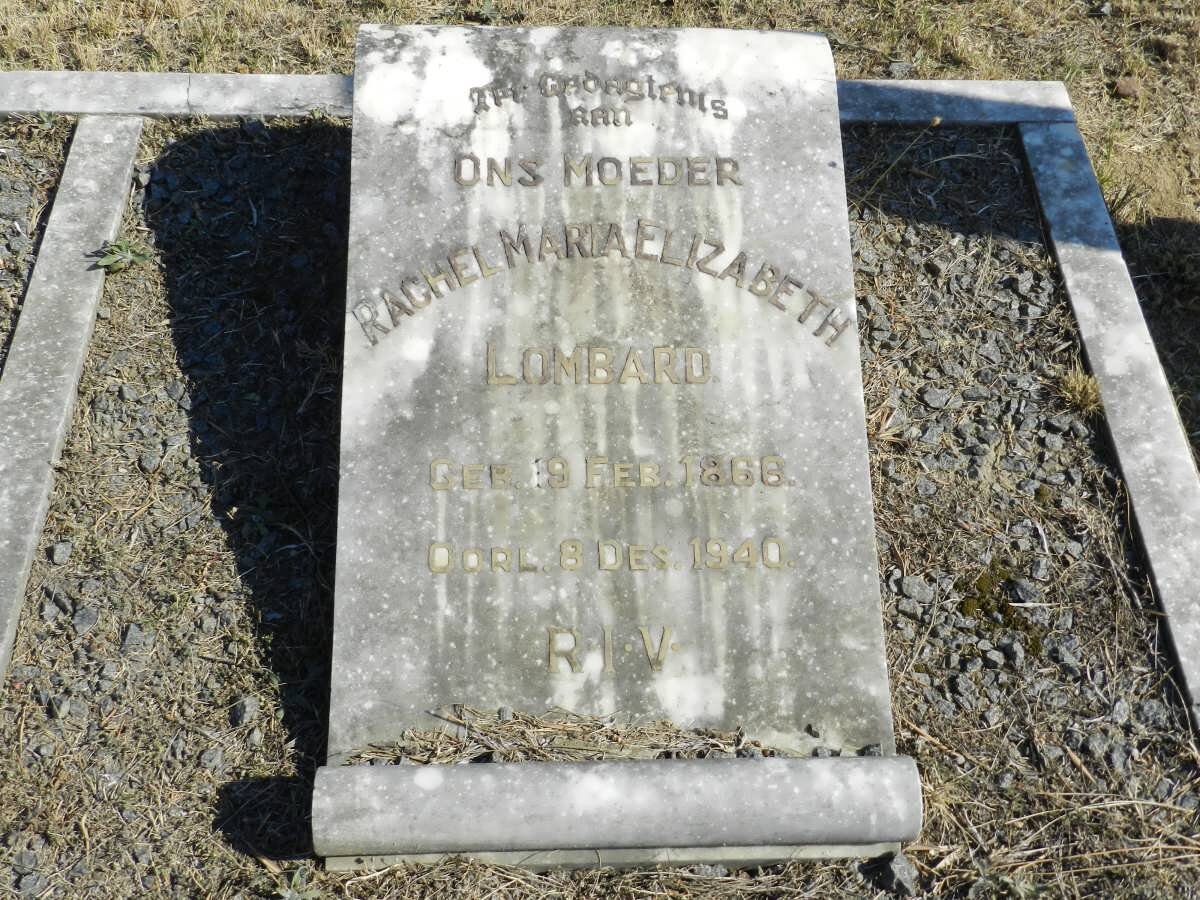 Ter Gedagtenis
aan
ONS MOEDER
RACHEL MARIA ELIZABETH
LOMBARD.
GEB. 19 FEB. 1866.
OORL. 8 DES. 1940.
R.I.V.